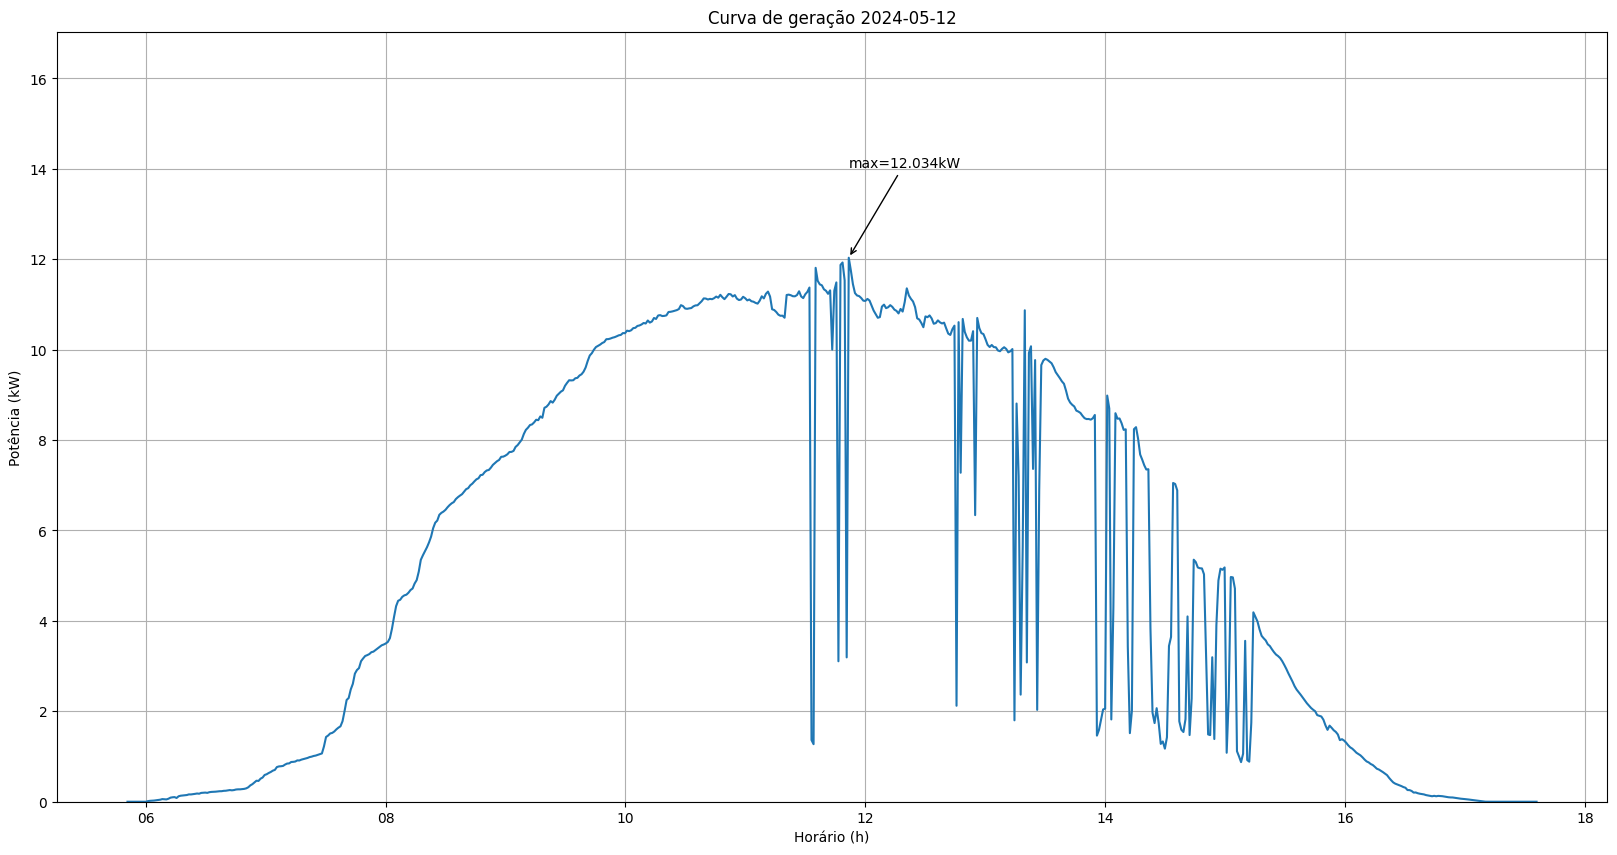 Curva de geração 2024-05-12
16
14
12
10
8
6
4
2
0
Potência (kW)
max=12.034kW
06 08 10 12 14 16 18
Horário (h)